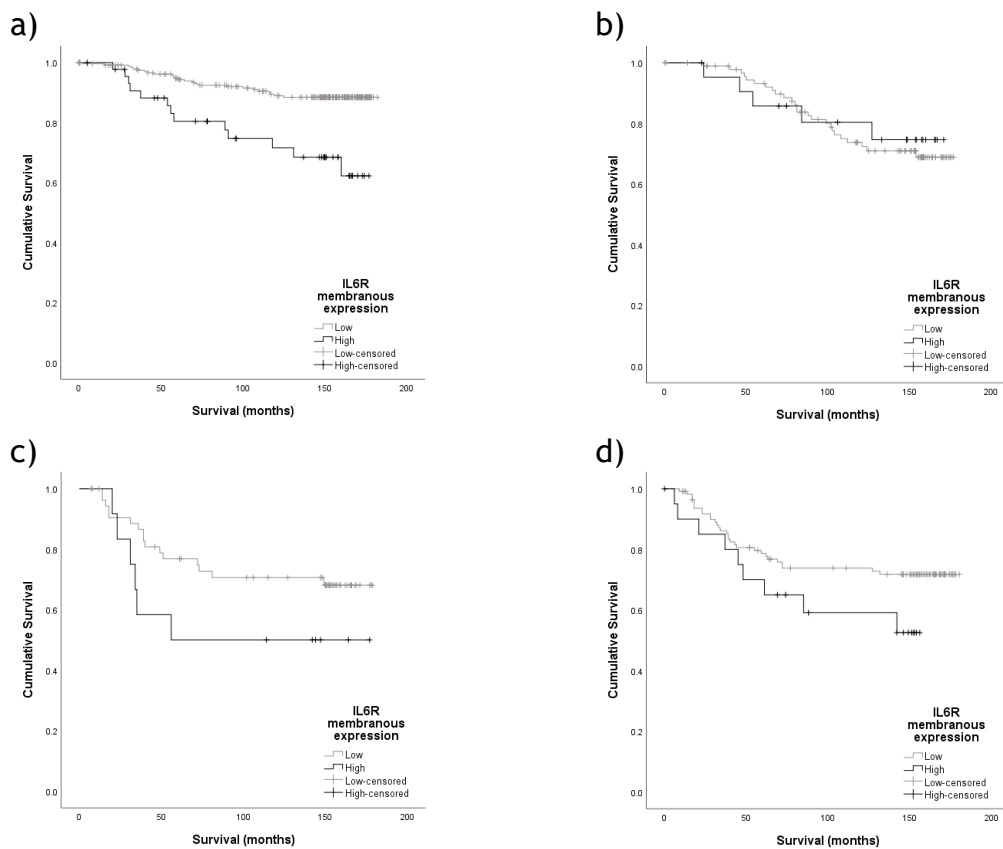 a)
1.0
0.8
0.6
0.4
0.2
0.0
Cumulative Survival
0 50 100 150 200
Survival (months)
IL6R
membranous
expression
Low
High
Low-censored
High-censored
b)
1.0
0.8
0.6
0.4
0.2
0.0
Cumulative Survival
0 50 100 150 200
Survival (months)
IL6R
membranous
expression
Low
High
Low-censored
High-censored
c)
1.0
0.8
0.6
0.4
0.2
0.0
Cumulative Survival
0 50 100 150 200
Survival (months)
IL6R
membranous
expression
Low
High
Low-censored
High-censored
d)
1.0
0.8
0.6
0.4
0.2
0.0
Cumulative Survival
0 50 100 150 200
Survival (months)
IL6R
membranous
expression
Low
High
Low-censored
High-censored